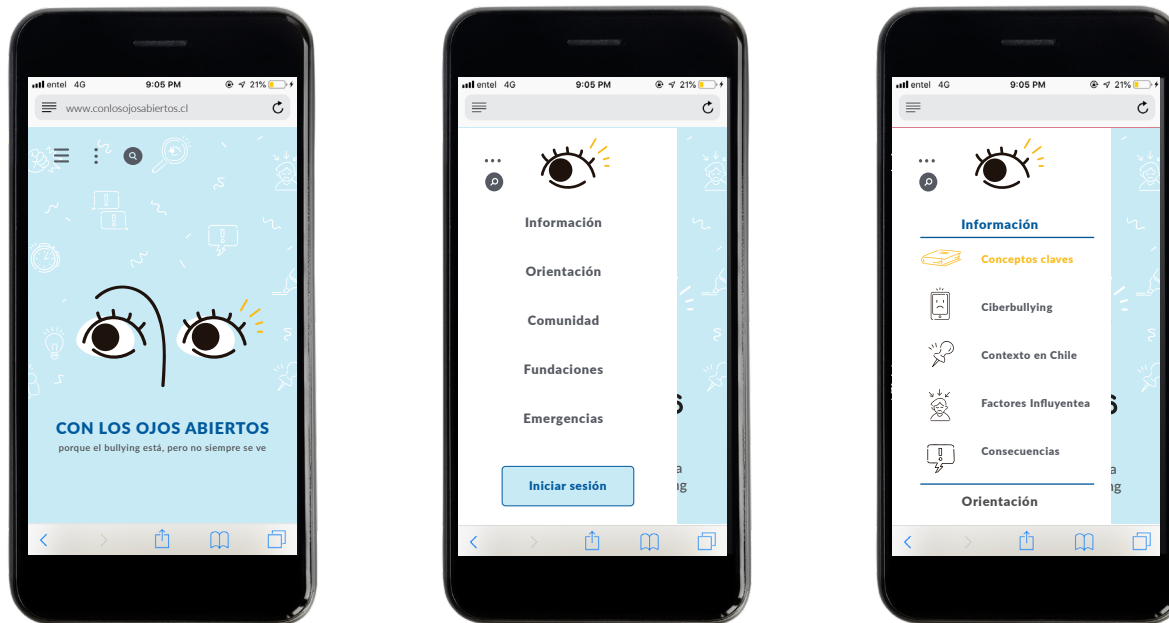 entel 4G 9:05 PM 21%
www.conlosojosabiertos.cl
CON LOS OJOS ABIERTOS
porque el bullying está, pero no siempre se ve
entel 4G 9:05 PM 21%
Información
Orientación
Comunidad
Fundaciones
Emergencias
Iniciar sesión
S
a
ng
entel 4G 9:05 PM 21%
Información
Conceptos claves
Ciberbullying
Contexto en Chile
Factores Influyentea
Consecuencias
Orientación
S
a
ng